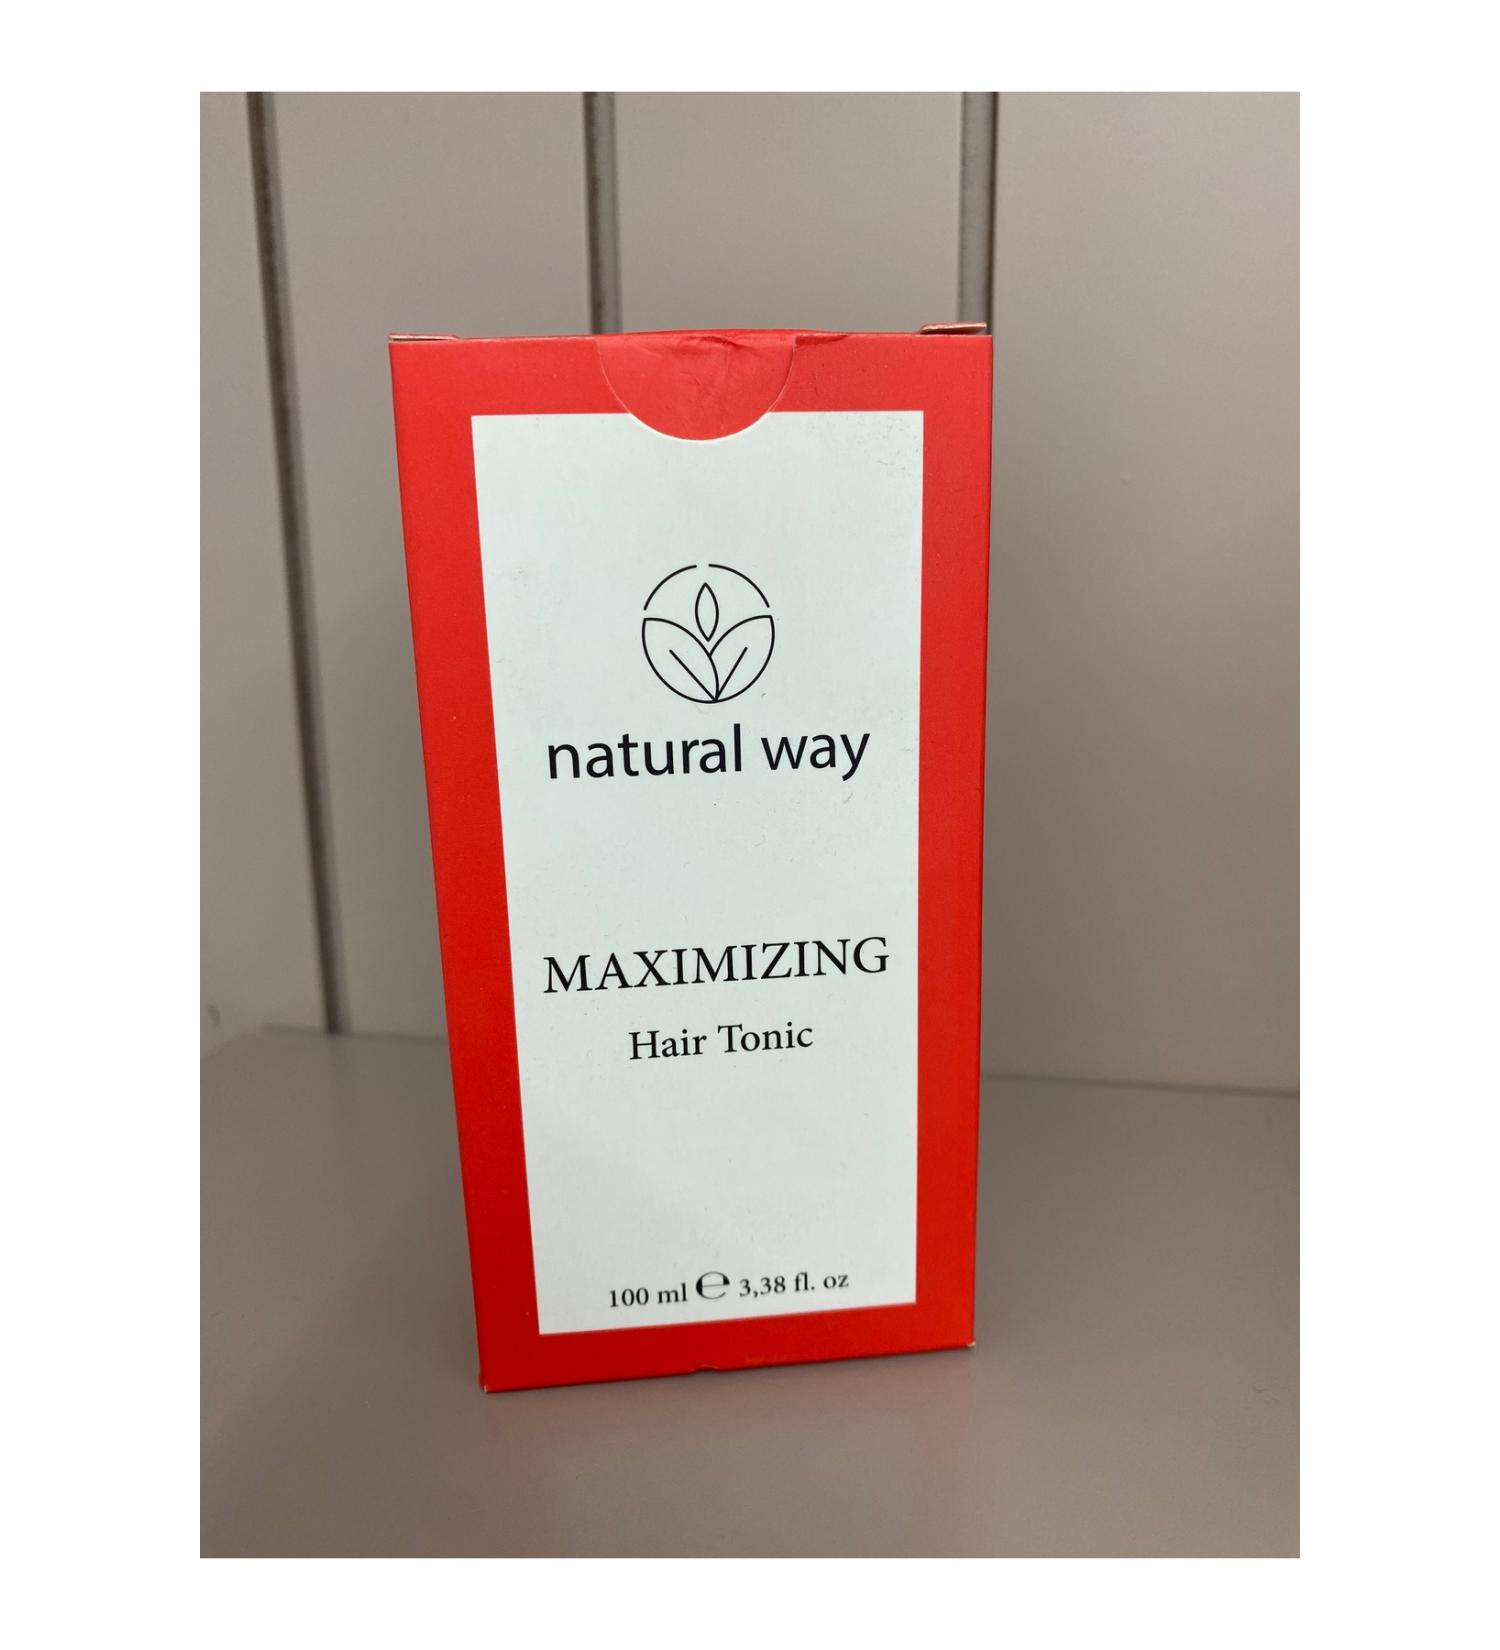 natural way
MAXIMIZING
Hair Tonic
100 ml ℮ 3,38 fl. oz